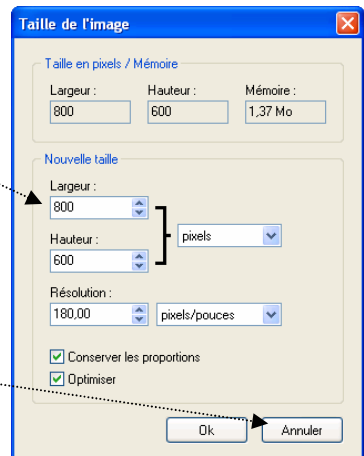 Taille de l'image
Taille en pixels / Mémoire
Largeur : Hauteur : Mémoire :
800 600 1,37 Mo
Nouvelle taille
Largeur :
800
pixels
Hauteur :
600
Résolution :
180,00 pixels/pouces
Conserver les proportions
Optimiser
Ok Annuler